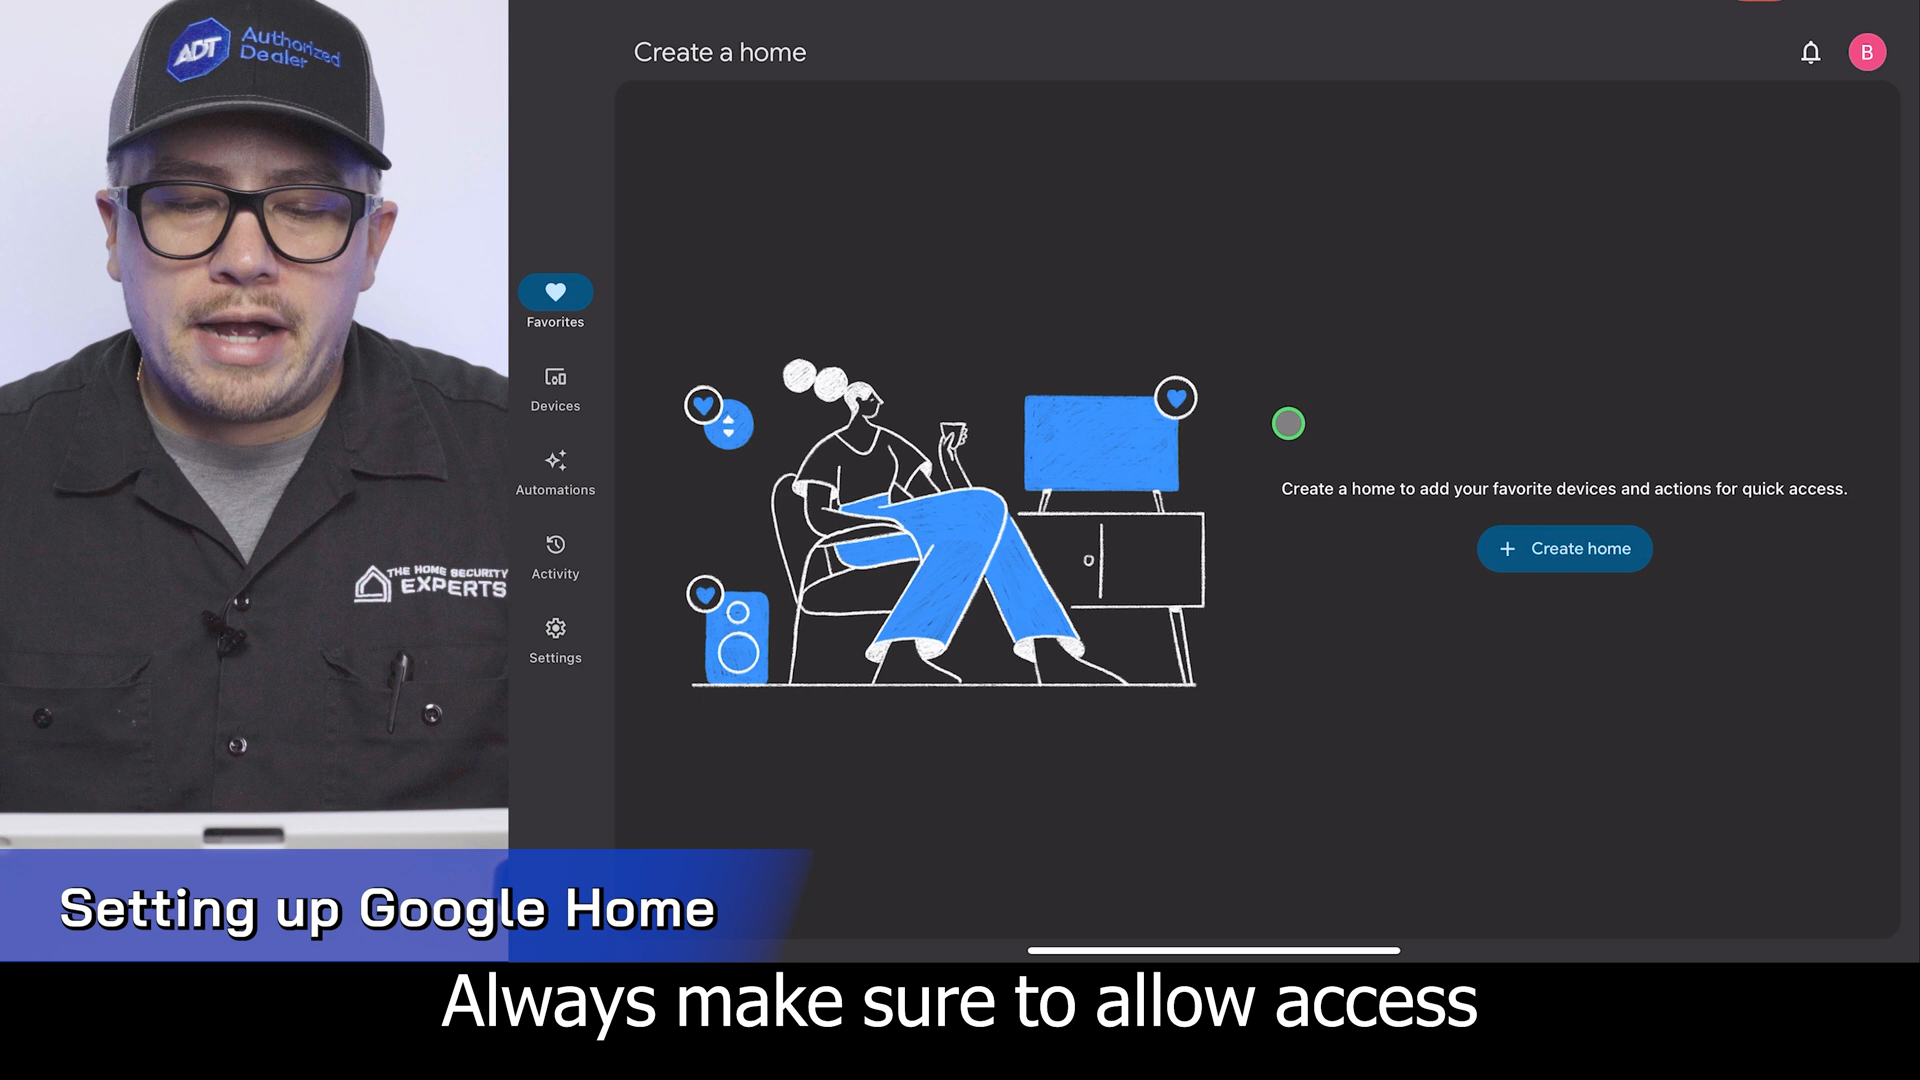 ADT Authorized
Dealer
THE HOME SECURITY
EXPERTS
Create a home
B
Favorites
Devices
Automations
Activity
Settings
Create a home to add your favorite devices and actions for quick access.
+ Create home
Setting up Google Home
Always make sure to allow access